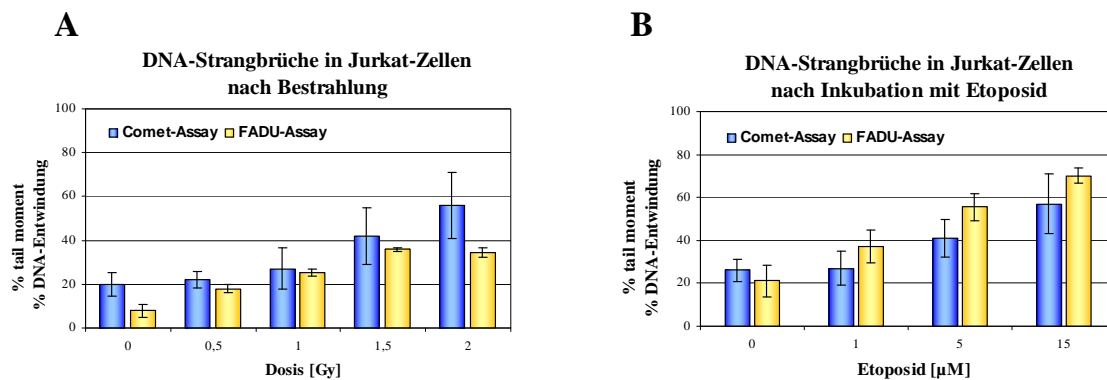 A
DNA-Strangbrüche in Jurkat-Zellen
nach Bestrahlung
100
80
60
40
20
0
% tail moment
% DNA-Entwindung
Comet-Assay
FADU-Assay
0
0,5
1
1,5
2
Dosis [Gy]
B
DNA-Strangbrüche in Jurkat-Zellen
nach Inkubation mit Etoposid
100
80
60
40
20
0
% tail moment
% DNA-Entwindung
Comet-Assay
FADU-Assay
0
1
5
15
Etoposid [µM]